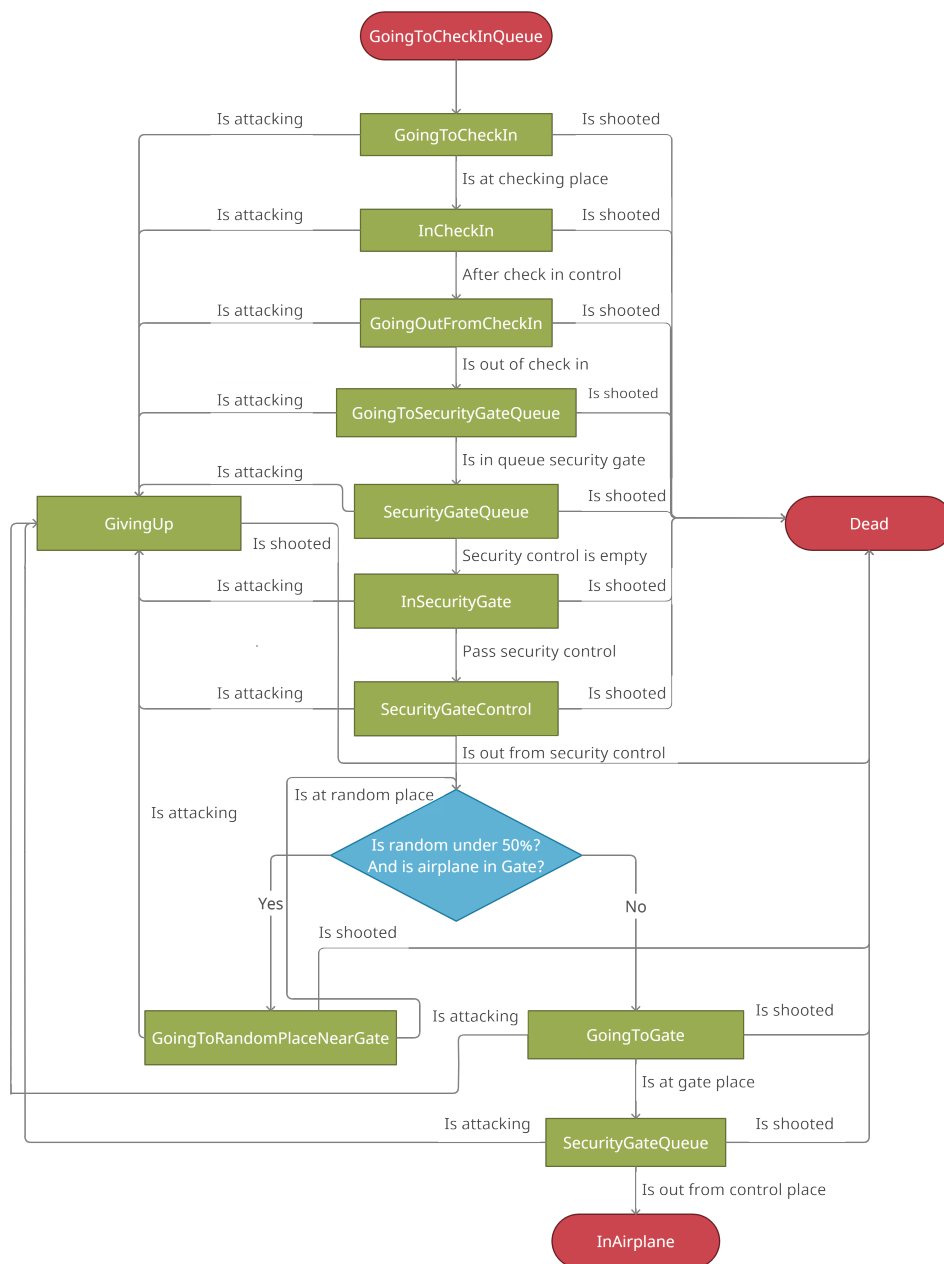 GoingToCheckInQueue
Is attacking
Is shooted
GoingToCheckIn
Is at checking place
Is attacking
Is shooted
InCheckIn
After check in control
Is attacking
Is shooted
GoingOutFromCheckIn
Is out of check in
Is attacking
Is shooted
GoingToSecurityGateQueue
Is in queue security gate
Is attacking
Is shooted
SecurityGateQueue
GivingUp
Dead
Is shooted
Security control is empty
Is attacking
Is shooted
InSecurityGate
Pass security control
Is attacking
Is shooted
SecurityGateControl
Is out from security control
Is at random place
Is attacking
Is random under 50%?
And is airplane in Gate?
Yes
No
Is shooted
Is attacking
Is shooted
GoingToRandomPlaceNearGate
GoingToGate
Is at gate place
Is attacking
Is shooted
SecurityGateQueue
Is out from control place
InAirplane